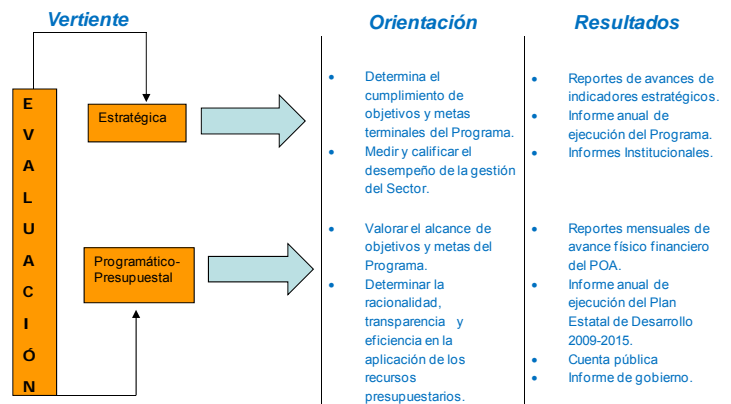 Vertiente
Orientación
Resultados
E
V
A
L
U
A
C
I
Ó
N
Estratégica
• Determina el
cumplimiento de
objetivos y metas
terminales del Programa.
• Medir y calificar el
desempeño de la gestión
del Sector.
• Reportes de avances de
indicadores estratégicos.
• Informe anual de
ejecución del Programa.
• Informes Institucionales.
Programático-
Presupuestal
• Valorar el alcance de
objetivos y metas del
Programa.
• Determinar la
racionalidad,
transparencia y
eficiencia en la
aplicación de los
recursos
presupuestarios.
• Reportes mensuales de
avance físico financiero
del POA.
• Informe anual de
ejecución del Plan
Estatal de Desarrollo
2009-2015.
• Cuenta pública
• Informe de gobierno.